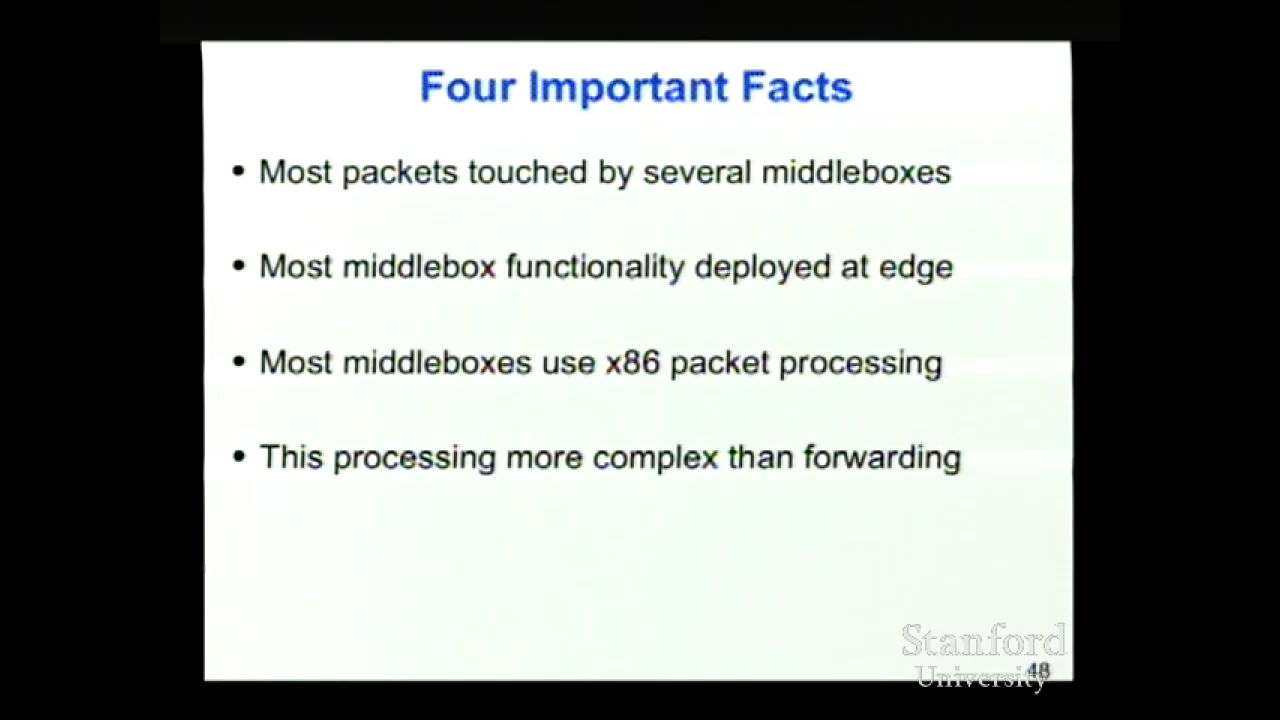 Four Important Facts
• Most packets touched by several middleboxes
• Most middlebox functionality deployed at edge
• Most middleboxes use x86 packet processing
• This processing more complex than forwarding
Stanford
University
48